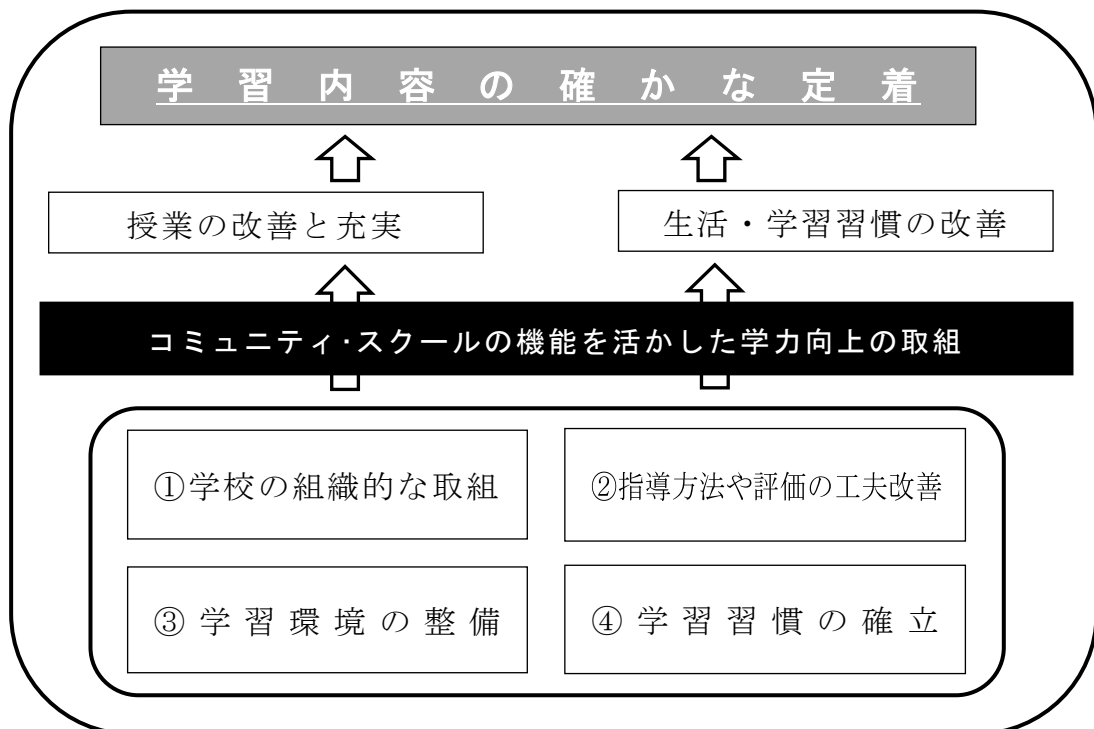 学習内容の確かな定着
授業の改善と充実
生活・学習習慣の改善
コミュニティ・スクールの機能を活かした学力向上の取組
①学校の組織的な取組
②指導方法や評価の工夫改善
③学習環境の整備
④学習習慣の確立